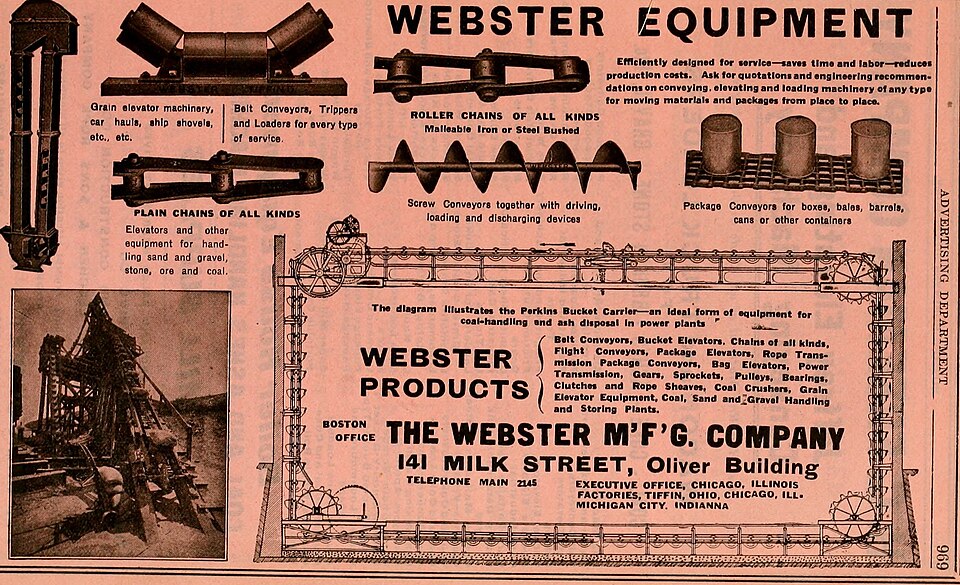 WEBSTER EQUIPMENT
Efficiently designed for service—saves time and labor—reduces
production costs. Ask for quotations and engineering recommen-
dations on conveying, elevating and loading machinery of any type
for moving materials and packages from place to place.
Grain elevator machinery,
car hauls, ship shovels,
etc., etc.
Belt Conveyors, Trippers
and Loaders for every type
of service.
ROLLER CHAINS OF ALL KINDS
Malleable Iron or Steel Bushed
PLAIN CHAINS OF ALL KINDS
Elevators and other
equipment for hand-
ling sand and gravel,
stone, ore and coal.
WEBSTER
Screw Conveyors together with driving,
loading and discharging devices
Package Conveyors for boxes, bales, barrels,
cans or other containers
The diagram illustrates the Perkins Bucket Carrier—an ideal form of equipment for
coal-handling and ash disposal in power plants
WEBSTER
PRODUCTS
Belt Conveyors, Bucket Elevators, Chains of all kinds,
Flight Conveyors, Package Elevators, Rope Trans-
mission Package Conveyors, Bag Elevators, Power
Transmission, Gears, Sprockets, Pulleys, Bearings,
Clutches and Rope Sheaves, Coal Crushers, Grain
Elevator Equipment, Coal, Sand and Gravel Handling
and Storing Plants.
BOSTON
OFFICE
THE WEBSTER M'F'G. COMPANY
141 MILK STREET, Oliver Building
TELEPHONE MAIN 2145
EXECUTIVE OFFICE, CHICAGO, ILLINOIS
FACTORIES, TIFFIN, OHIO, CHICAGO, ILL.
MICHIGAN CITY, INDIANNA
ADVERTISING DEPARTMENT
969